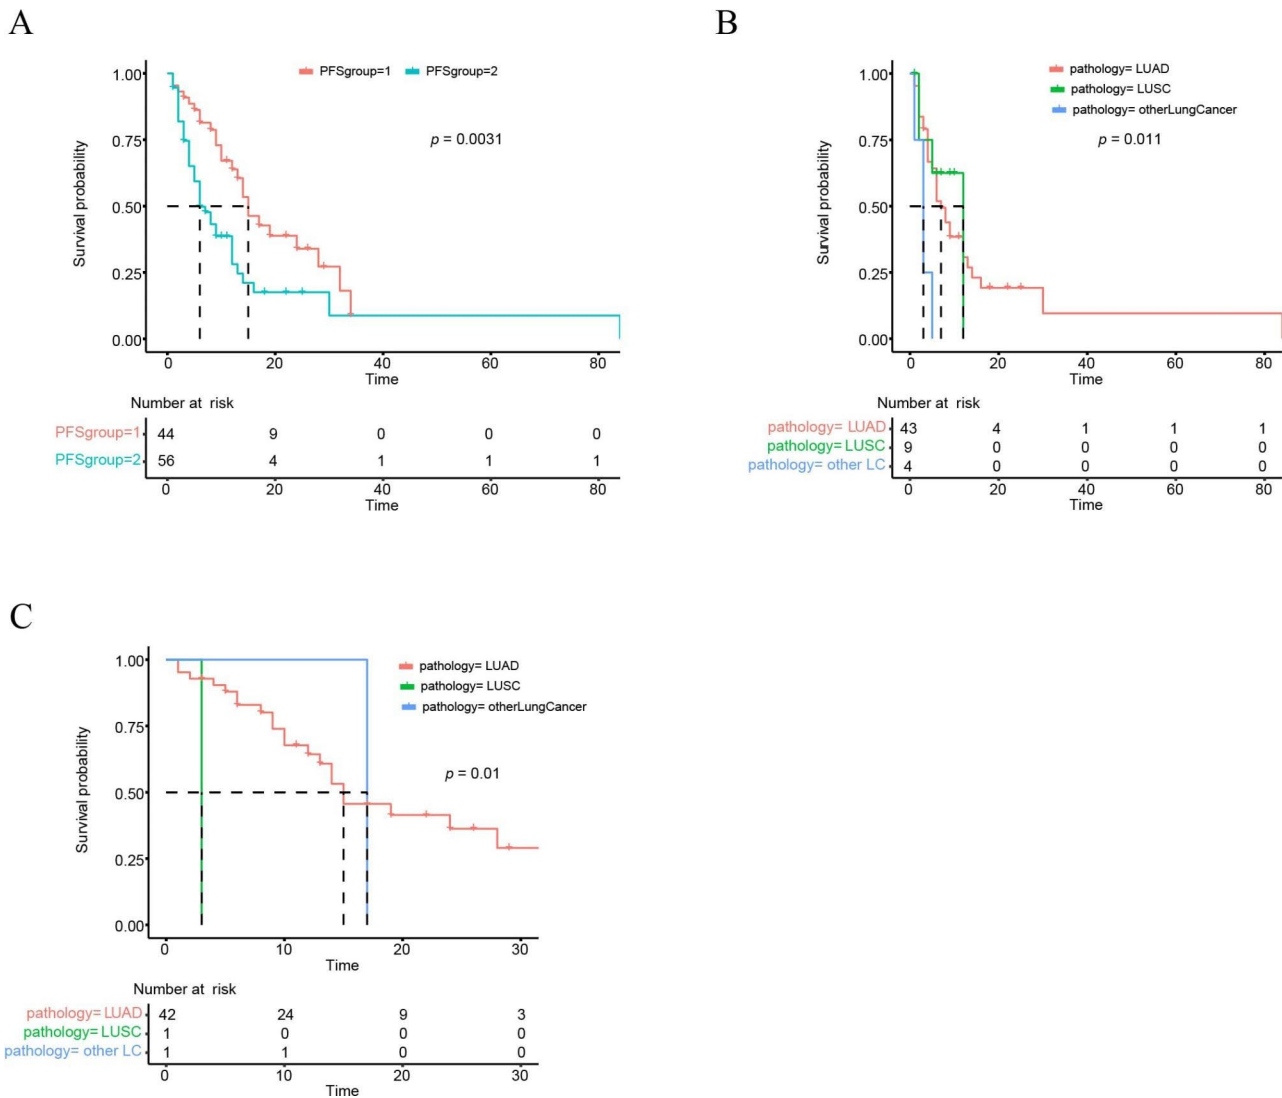 A
PFSgroup=1 PFSgroup=2
1.00
0.75
0.50
0.25
0.00
Survival probability
p = 0.0031
0 20 40 60 80
Time
Number at risk
PFSgroup=1 44 9 0 0 0
PFSgroup=2 56 4 1 1 1
0 20 40 60 80
Time
B
pathology= LUAD
pathology= LUSC
pathology= otherLungCancer
1.00
0.75
0.50
0.25
0.00
Survival probability
p = 0.011
0 20 40 60 80
Time
Number at risk
pathology= LUAD 43 4 1 1 1
pathology= LUSC 9 0 0 0 0
pathology= other LC 4 0 0 0 0
0 20 40 60 80
Time
C
pathology= LUAD
pathology= LUSC
pathology= otherLungCancer
1.00
0.75
0.50
0.25
0.00
Survival probability
p = 0.01
0 10 20 30
Time
Number at risk
pathology= LUAD 42 24 9 3
pathology= LUSC 1 0 0 0
pathology= other LC 1 1 0 0
0 10 20 30
Time